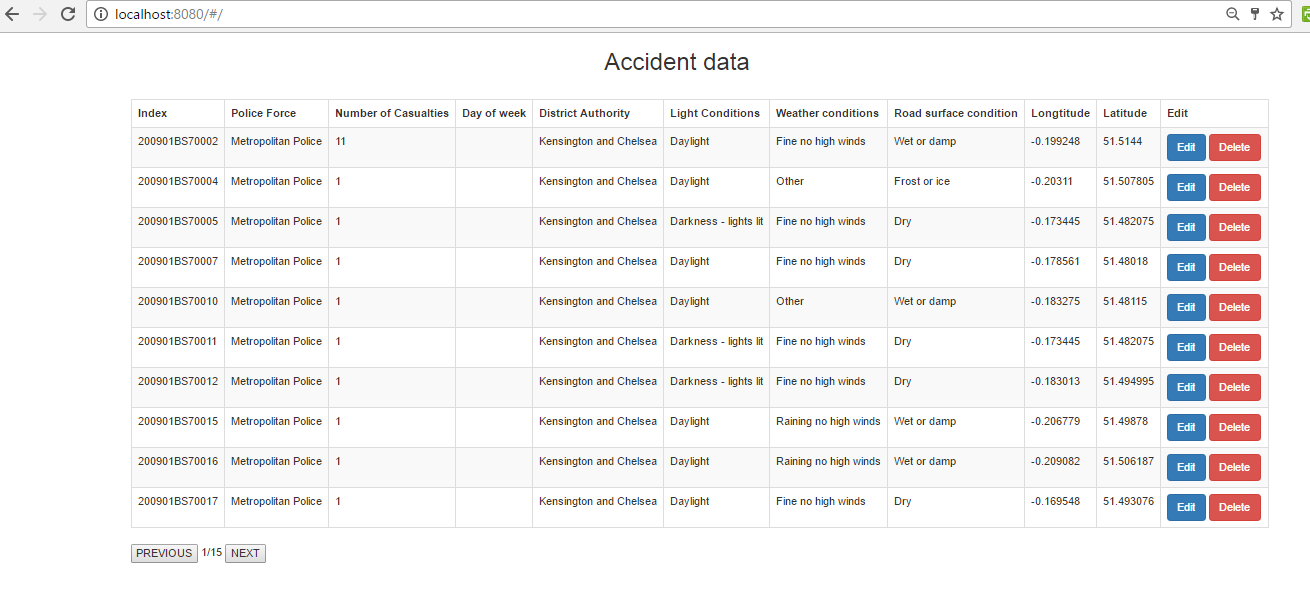 localhost:8080/#/
Accident data
Index Police Force Number of Casualties Day of week District Authority Light Conditions Weather conditions Road surface condition Longtitude Latitude Edit
200901BS70002 Metropolitan Police 11 Kensington and Chelsea Daylight Fine no high winds Wet or damp -0.199248 51.5144 Edit Delete
200901BS70004 Metropolitan Police 1 Kensington and Chelsea Daylight Other Frost or ice -0.20311 51.507805 Edit Delete
200901BS70005 Metropolitan Police 1 Kensington and Chelsea Darkness - lights lit Fine no high winds Dry -0.173445 51.482075 Edit Delete
200901BS70007 Metropolitan Police 1 Kensington and Chelsea Daylight Fine no high winds Dry -0.178561 51.48018 Edit Delete
200901BS70010 Metropolitan Police 1 Kensington and Chelsea Daylight Other Wet or damp -0.183275 51.48115 Edit Delete
200901BS70011 Metropolitan Police 1 Kensington and Chelsea Darkness - lights lit Fine no high winds Dry -0.173445 51.482075 Edit Delete
200901BS70012 Metropolitan Police 1 Kensington and Chelsea Darkness - lights lit Fine no high winds Dry -0.183013 51.494995 Edit Delete
200901BS70015 Metropolitan Police 1 Kensington and Chelsea Daylight Raining no high winds Wet or damp -0.206779 51.49878 Edit Delete
200901BS70016 Metropolitan Police 1 Kensington and Chelsea Daylight Raining no high winds Wet or damp -0.209082 51.506187 Edit Delete
200901BS70017 Metropolitan Police 1 Kensington and Chelsea Daylight Fine no high winds Dry -0.169548 51.493076 Edit Delete
PREVIOUS 1/15 NEXT